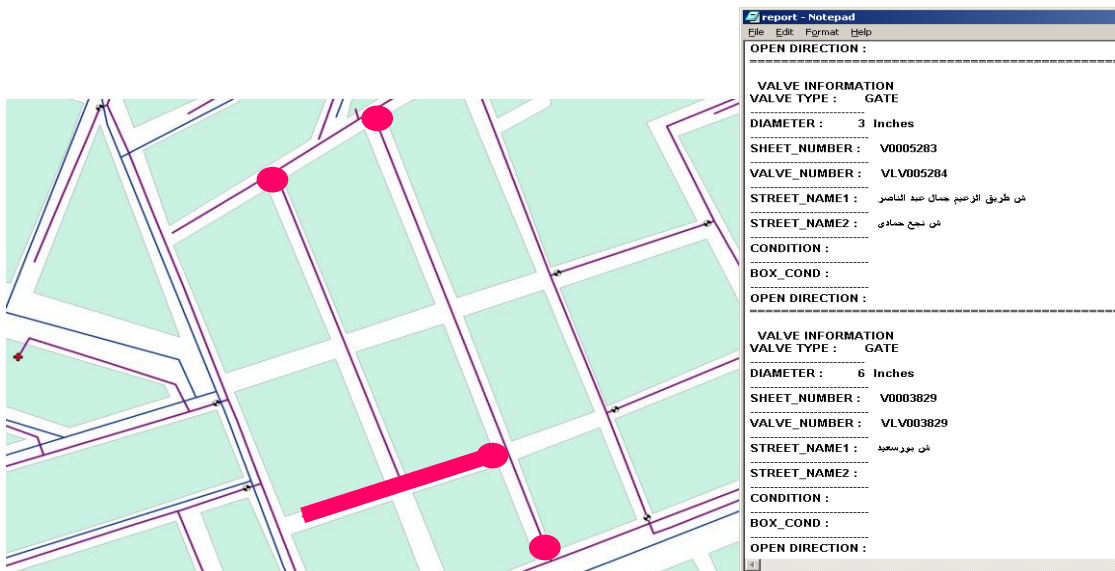 report - Notepad
File Edit Format Help
OPEN DIRECTION :
VALVE INFORMATION
VALVE TYPE : GATE
DIAMETER : 3 Inches
SHEET_NUMBER : V0005283
VALVE_NUMBER : VLV005284
STREET_NAME1 : ش طريق الزعيم جمال عبد الناصر
STREET_NAME2 : ش نجع حمادى
CONDITION :
BOX_COND :
OPEN DIRECTION :
VALVE INFORMATION
VALVE TYPE : GATE
DIAMETER : 6 Inches
SHEET_NUMBER : V0003829
VALVE_NUMBER : VLV003829
STREET_NAME1 : ش بورسعيد
STREET_NAME2 :
CONDITION :
BOX_COND :
OPEN DIRECTION :